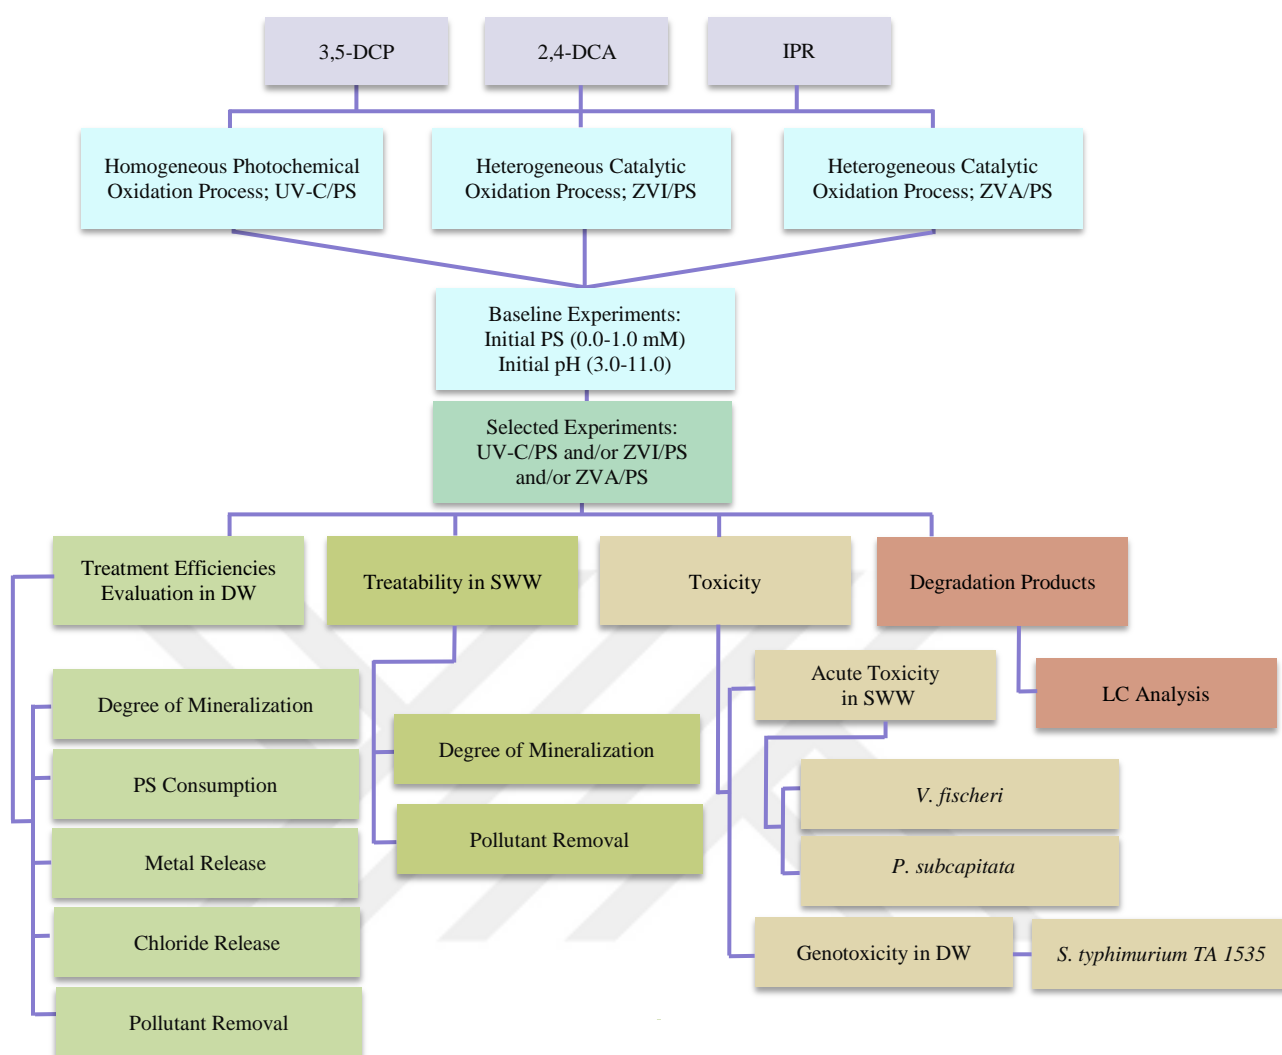 3,5-DCP
2,4-DCA
IPR
Homogeneous Photochemical
Oxidation Process; UV-C/PS
Heterogeneous Catalytic
Oxidation Process; ZVI/PS
Heterogeneous Catalytic
Oxidation Process; ZVA/PS
Baseline Experiments:
Initial PS (0.0-1.0 mM)
Initial pH (3.0-11.0)
Selected Experiments:
UV-C/PS and/or ZVI/PS
and/or ZVA/PS
Treatment Efficiencies
Evaluation in DW
Treatability in SWW
Toxicity
Degradation Products
Degree of Mineralization
PS Consumption
Metal Release
Chloride Release
Pollutant Removal
Degree of Mineralization
Pollutant Removal
Acute Toxicity
in SWW
V. fischeri
P. subcapitata
Genotoxicity in DW
S. typhimurium TA 1535
LC Analysis